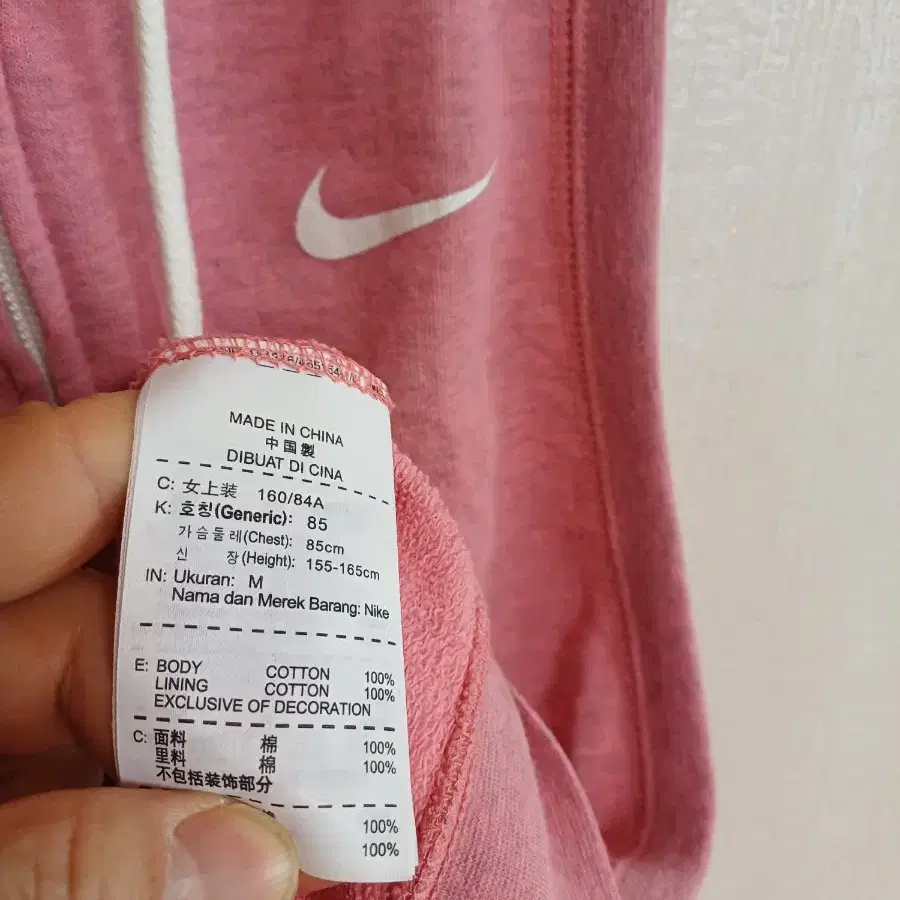 MADE IN CHINA
中国製
DIBUAT DI CINA
C: 女上装 160/84A
K: 호칭(Generic): 85
가슴둘레(Chest): 85cm
신 장(Height): 155-165cm
IN: Ukuran: M
Nama dan Merek Barang: Nike
E: BODY COTTON 100%
LINING COTTON 100%
EXCLUSIVE OF DECORATION
C: 面料 棉 100%
里料 棉 100%
不包括装饰部分
100%
100%